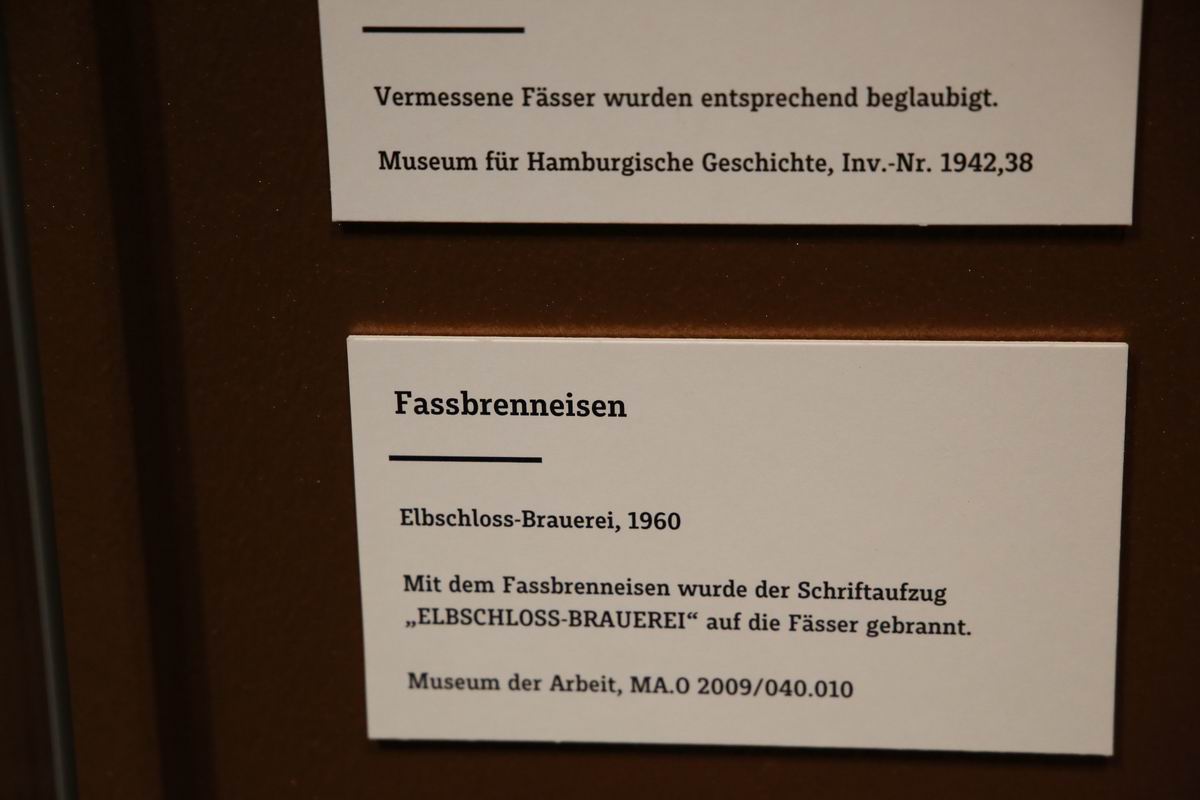 Vermessene Fässer wurden entsprechend beglaubigt.
Museum für Hamburgische Geschichte, Inv.-Nr. 1942,38
Fassbrenneisen
Elbschloss-Brauerei, 1960
Mit dem Fassbrenneisen wurde der Schriftaufzug
„ELBSCHLOSS-BRAUEREI“ auf die Fässer gebrannt.
Museum der Arbeit, MA.O 2009/040.010